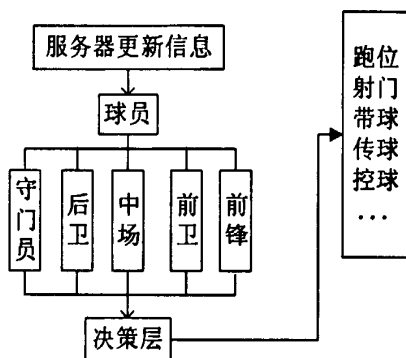 服务器更新信息
球员
守门员
后卫
中场
前卫
前锋
决策层
跑位
射门
带球
传球
控球
...